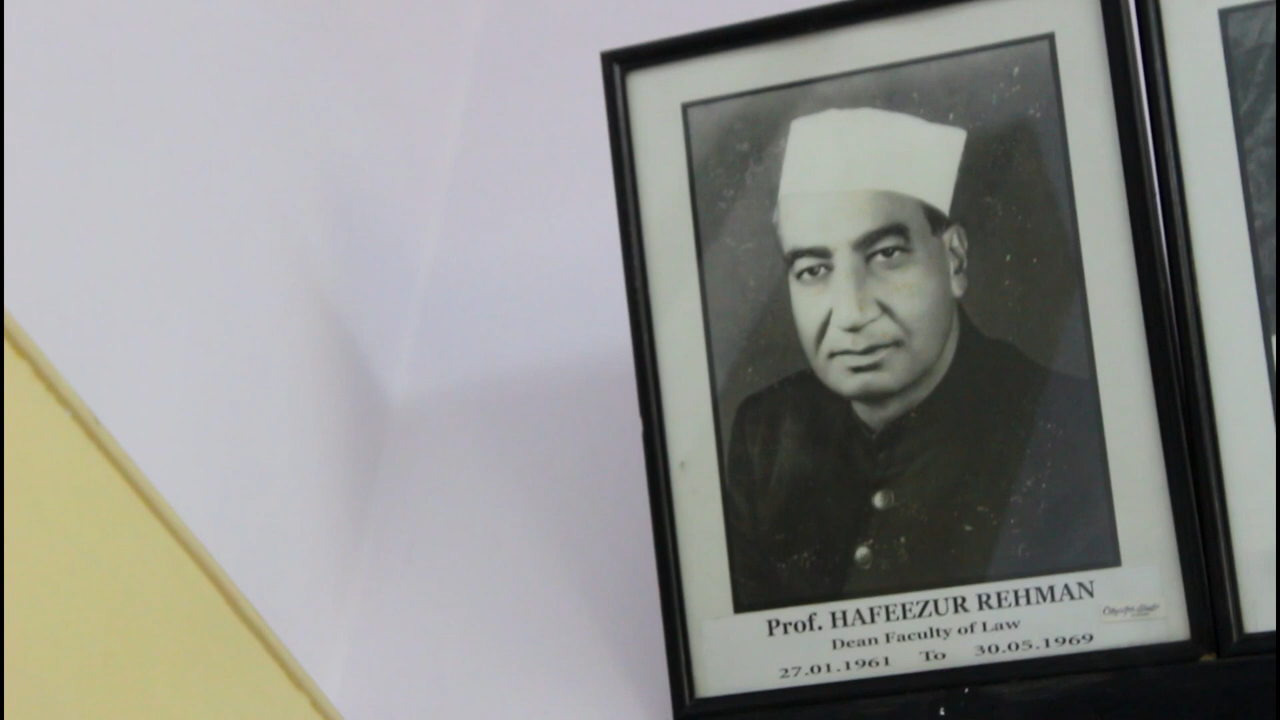 Prof. HAFEEZUR REHMAN
Dean Faculty of Law
27.01.1961 To 30.05.1969